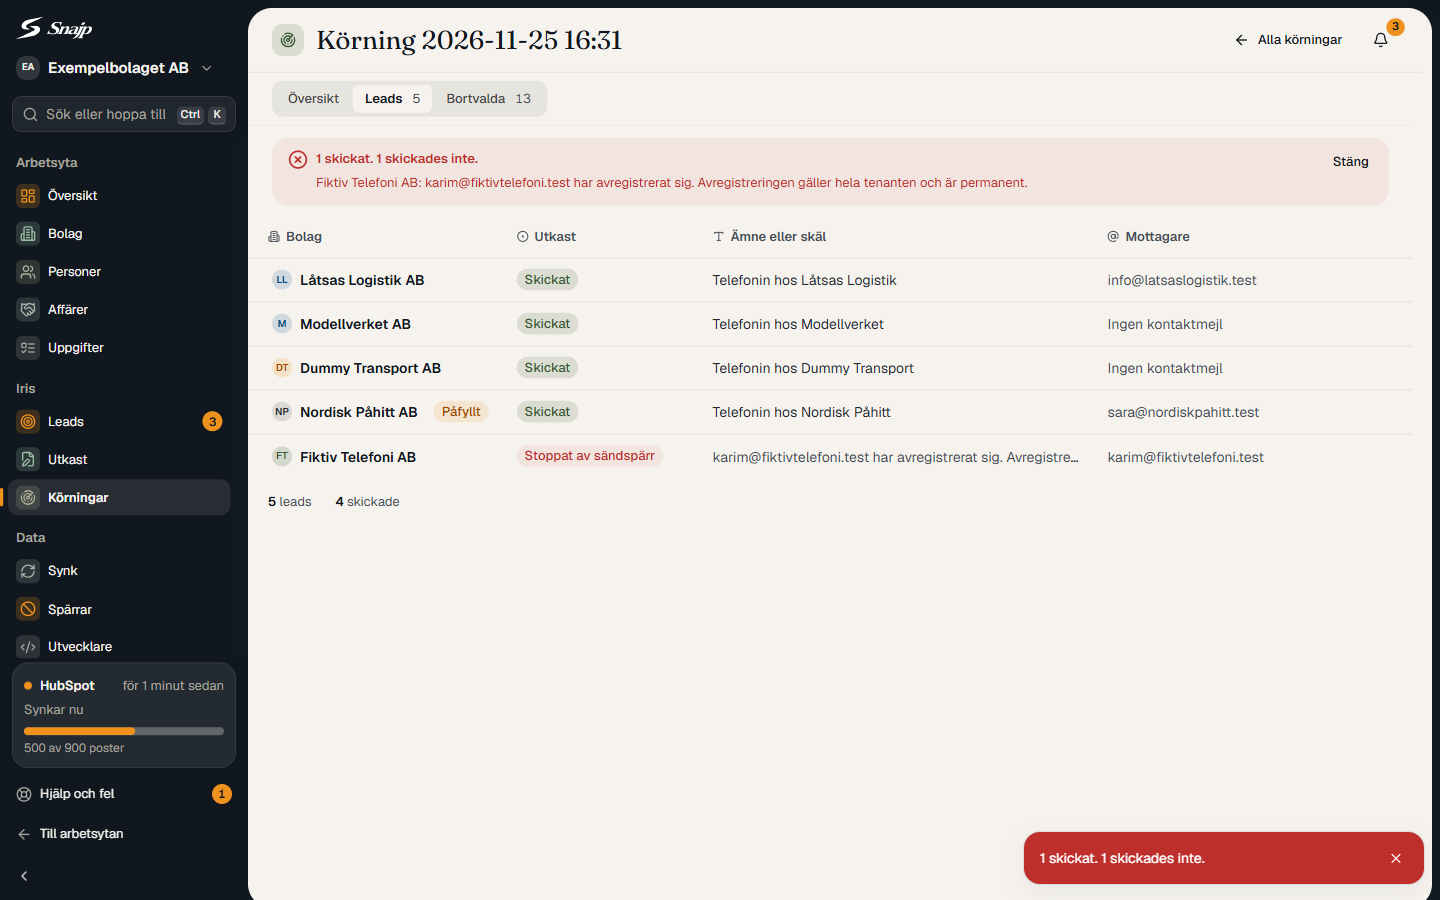 Snajp
EA Exempelbolaget AB
Sök eller hoppa till Ctrl K
Arbetsyta
Översikt
Bolag
Personer
Affärer
Uppgifter
Iris
Leads 3
Utkast
Körningar
Data
Synk
Spärrar
Utvecklare
HubSpot för 1 minut sedan
Synkar nu
500 av 900 poster
Hjälp och fel 1
Till arbetsytan
Körning 2026-11-25 16:31
Alla körningar
3
Översikt Leads 5 Bortvalda 13
1 skickat. 1 skickades inte.
Stäng
Fiktiv Telefoni AB: karim@fiktivtelefoni.test har avregistrerat sig. Avregistreringen gäller hela tenanten och är permanent.
Bolag Utkast Ämne eller skäl Mottagare
LL Låtsas Logistik AB Skickat Telefonin hos Låtsas Logistik info@latsaslogistik.test
M Modellverket AB Skickat Telefonin hos Modellverket Ingen kontaktmejl
DT Dummy Transport AB Skickat Telefonin hos Dummy Transport Ingen kontaktmejl
NP Nordisk Påhitt AB Påfyllt Skickat Telefonin hos Nordisk Påhitt sara@nordiskpahitt.test
FT Fiktiv Telefoni AB Stoppat av sändspärr karim@fiktivtelefoni.test har avregistrerat sig. Avregistre... karim@fiktivtelefoni.test
5 leads 4 skickade
1 skickat. 1 skickades inte.